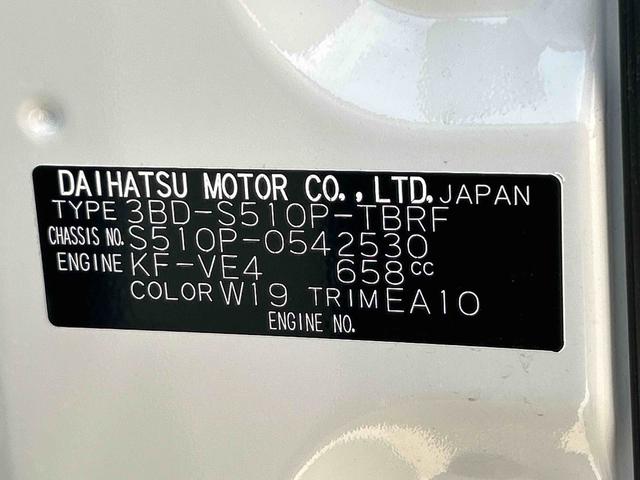 DAIHATSU MOTOR CO., LTD. JAPAN
TYPE 3BD-S510P-TBRF
CHASSIS NO. S510P-0542530
ENGINE KF-VE4 658cc
COLOR W19 TRIM EA10
ENGINE NO.